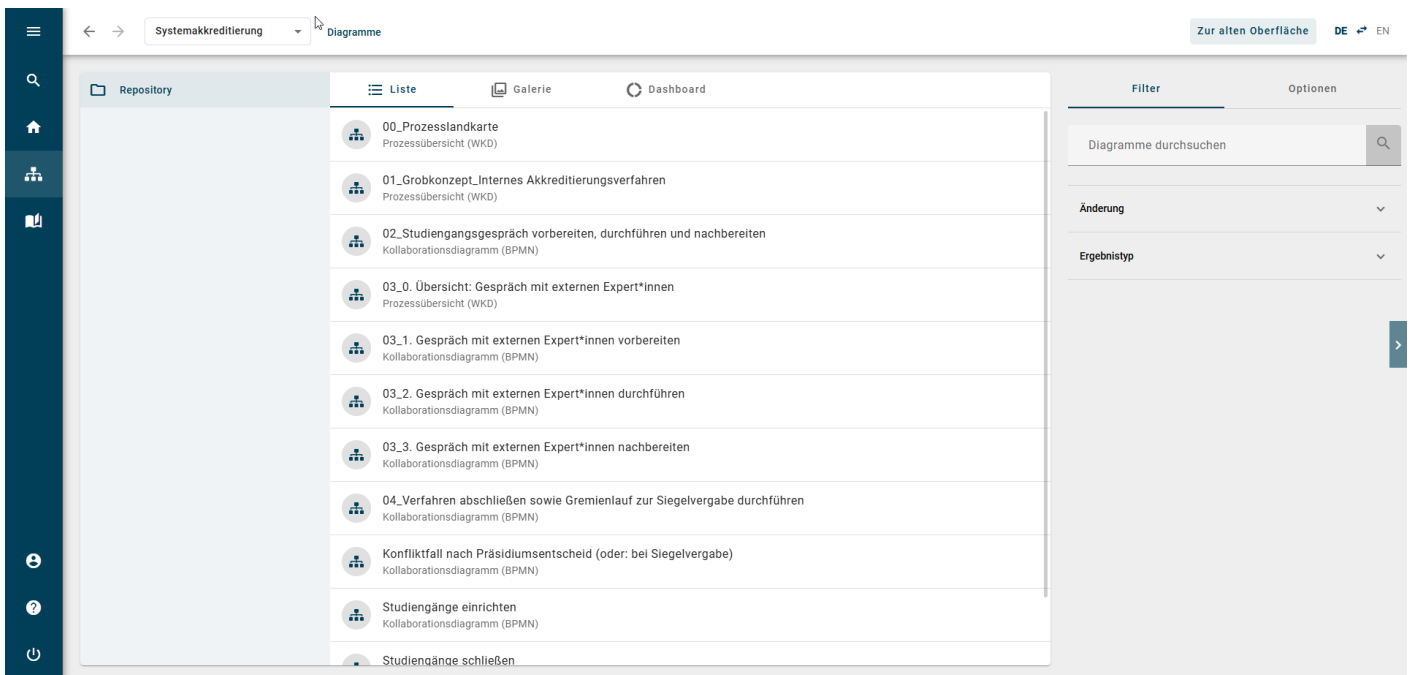 Systemakkreditierung
Diagramme
Zur alten Oberfläche
DE EN
Repository
Liste
Galerie
Dashboard
00_Prozesslandkarte
Prozessübersicht (WKD)
01_Grobkonzept_Internes Akkreditierungsverfahren
Prozessübersicht (WKD)
02_Studiengangsgespräch vorbereiten, durchführen und nachbereiten
Kollaborationsdiagramm (BPMN)
03_0. Übersicht: Gespräch mit externen Expert*innen
Prozessübersicht (WKD)
03_1. Gespräch mit externen Expert*innen vorbereiten
Kollaborationsdiagramm (BPMN)
03_2. Gespräch mit externen Expert*innen durchführen
Kollaborationsdiagramm (BPMN)
03_3. Gespräch mit externen Expert*innen nachbereiten
Kollaborationsdiagramm (BPMN)
04_Verfahren abschließen sowie Gremienlauf zur Siegelvergabe durchführen
Kollaborationsdiagramm (BPMN)
Konfliktfall nach Präsidiumsentscheid (oder: bei Siegelvergabe)
Kollaborationsdiagramm (BPMN)
Studiengänge einrichten
Kollaborationsdiagramm (BPMN)
Studiengänge schließen
Filter
Optionen
Diagramme durchsuchen
Änderung
Ergebnistyp